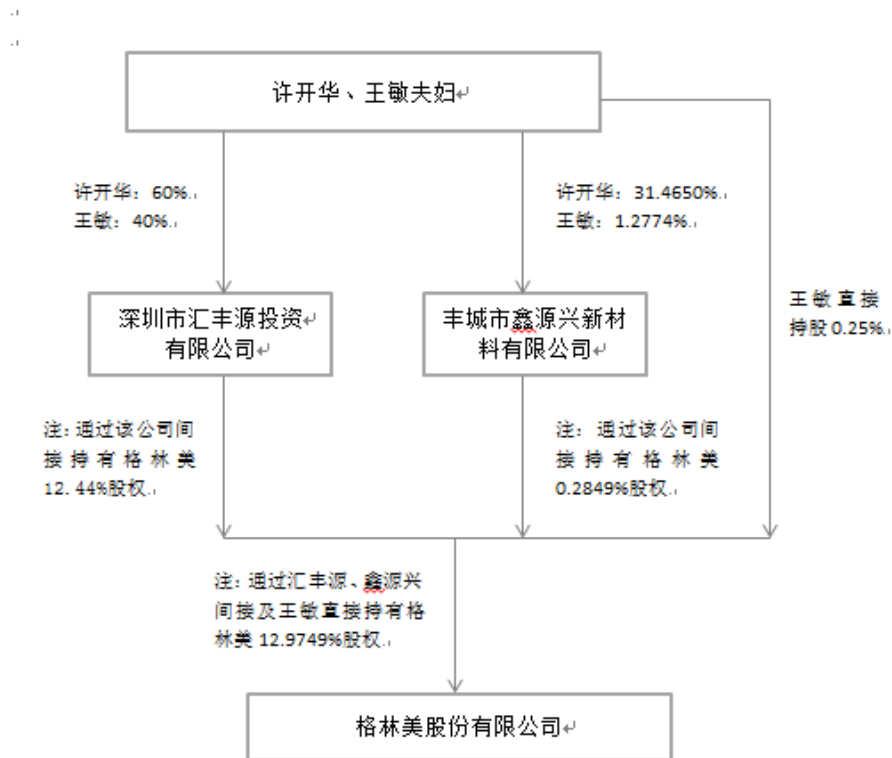 许开华、王敏夫妇
许开华：60%
王敏：40%
许开华：31.4650%
王敏：1.2774%
王敏直接
持股 0.25%
深圳市汇丰源投资
有限公司
丰城市鑫源兴新材
料有限公司
注：通过该公司间
接持有格林美
12.44%股权
注：通过该公司间
接持有格林美
0.2849%股权
注：通过汇丰源、鑫源兴
间接及王敏直接持有格
林美 12.9749%股权
格林美股份有限公司